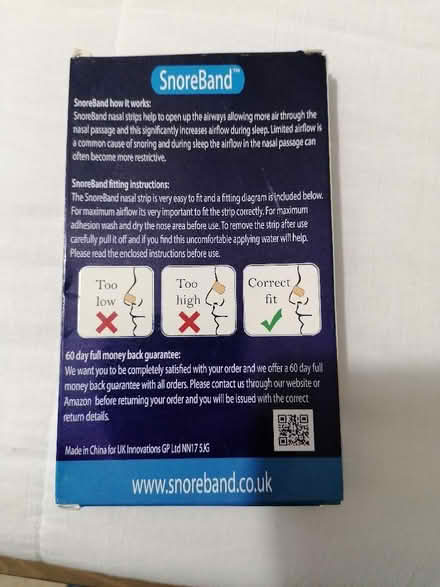 SnoreBand™
SnoreBand how it works:
SnoreBand nasal strips help to open up the airways allowing more air through the
nasal passage and this significantly increases airflow during sleep. Limited airflow is
a common cause of snoring and during sleep the airflow in the nasal passage can
often become more restrictive.
SnoreBand fitting instructions:
The SnoreBand nasal strip is very easy to fit and a fitting diagram is included below.
For maximum airflow its very important to fit the strip correctly. For maximum
adhesion wash and dry the nose area before use. To remove the strip after use
carefully pull it off and if you find this uncomfortable applying water will help.
Please read the enclosed instructions before use.
Too
low
Too
high
Correct
fit
60 day full money back guarantee:
We want you to be completely satisfied with your order and we offer a 60 day full
money back guarantee with all orders. Please contact us through our website or
Amazon before returning your order and you will be issued with the correct
return details.
Made in China for UK Innovations GP Ltd NN17 5JG
www.snoreband.co.uk